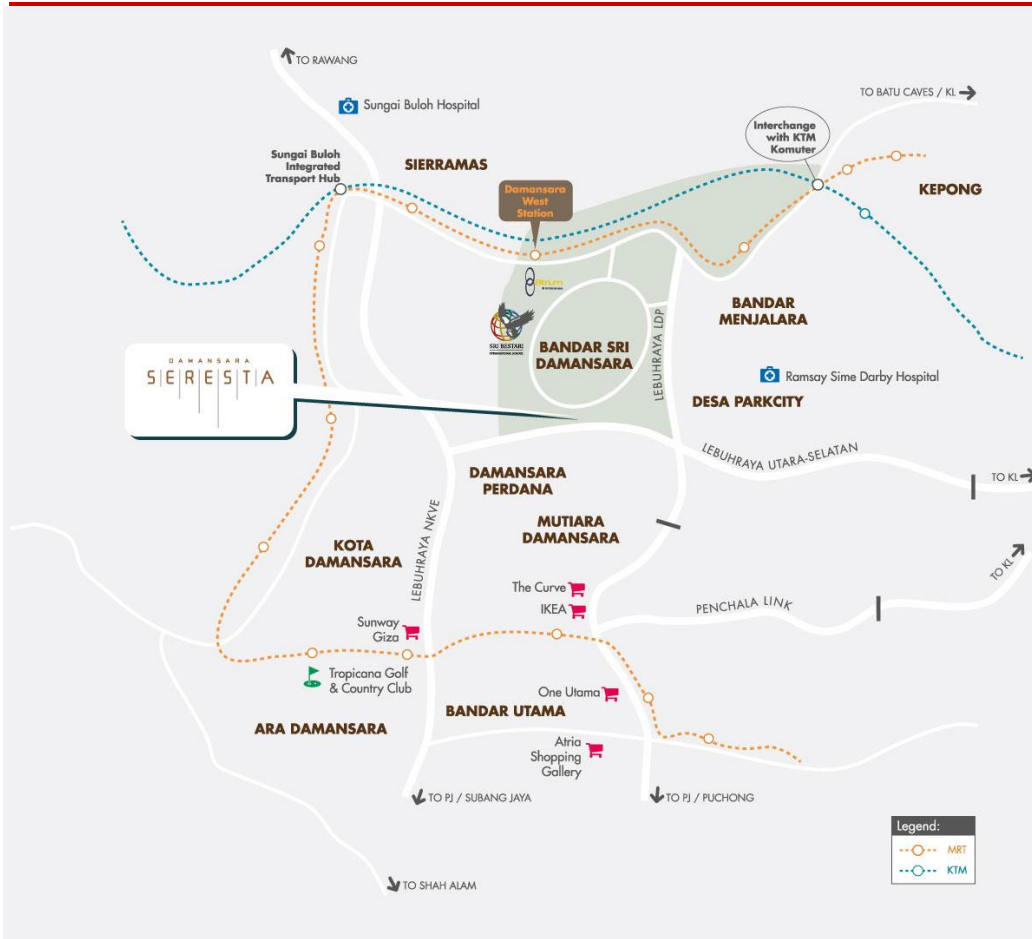 TO RAWANG
Sungai Buloh Hospital
TO BATU CAVES / KL
Interchange
with KTM
Komuter
Sungai Buloh
Integrated
Transport Hub
SIERRAMAS
KEPONG
Damansara
West
Station
BANDAR
MENJALARA
SRI BESTARI
INTERNATIONAL SCHOOL
BANDAR SRI
DAMANSARA
LEBUHRAYA LDP
DAMANSARA
SERESTA
Ramsay Sime Darby Hospital
DESA PARKCITY
LEBUHRAYA UTARA-SELATAN
TO KL
DAMANSARA
PERDANA
MUTIARA
DAMANSARA
KOTA
DAMANSARA
LEBUHRAYA NKVE
The Curve
IKEA
PENCHALA LINK
TO KL
Sunway
Giza
Tropicana Golf
& Country Club
One Utama
BANDAR UTAMA
ARA DAMANSARA
Atria
Shopping
Gallery
TO PJ / SUBANG JAYA
TO PJ / PUCHONG
Legend:
MRT
KTM
TO SHAH ALAM